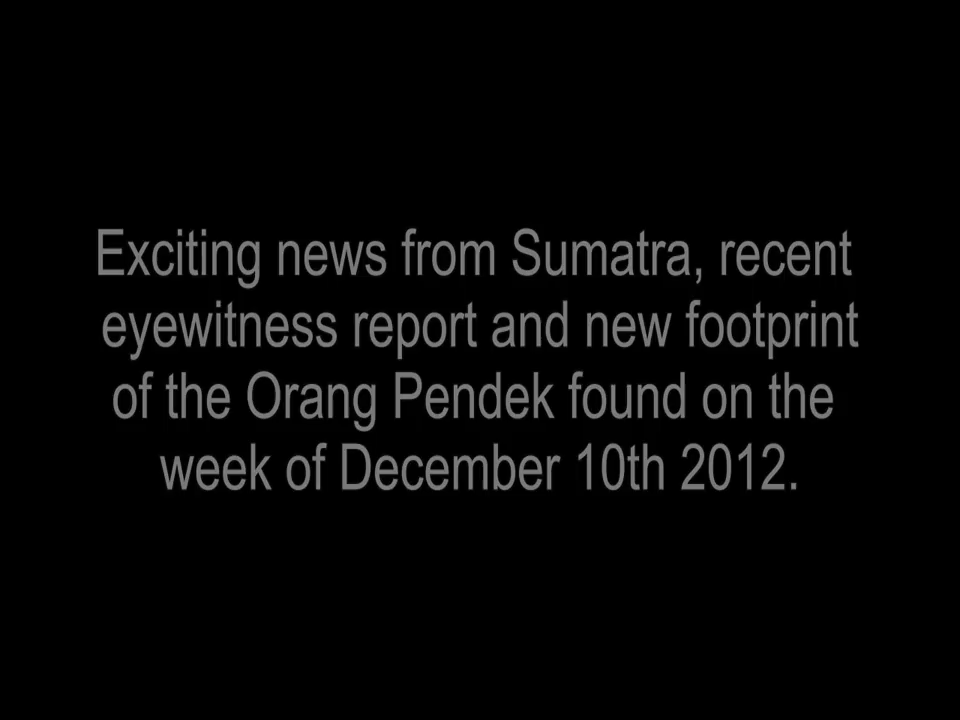 Exciting news from Sumatra, recent
eyewitness report and new footprint
of the Orang Pendek found on the
week of December 10th 2012.